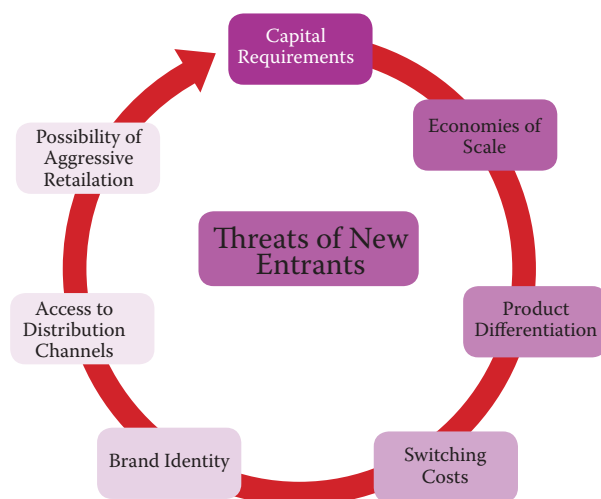 Capital
Requirements
Economies of
Scale
Product
Differentiation
Switching
Costs
Brand Identity
Access to
Distribution
Channels
Possibility of
Aggressive
Retailation
Threats of New
Entrants